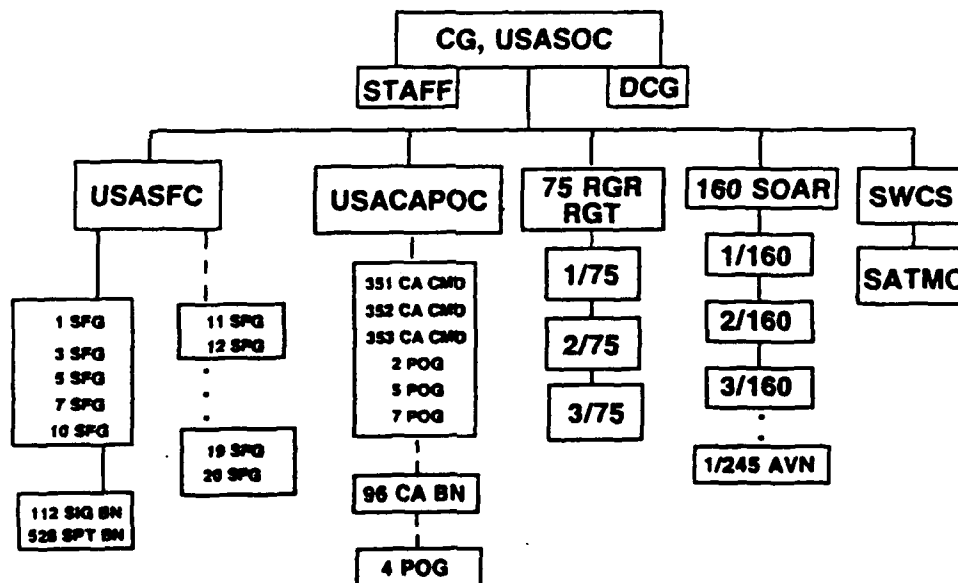 CG, USASOC
STAFF
DCG
USASFC
USACAPOC
75 RGR
RGT
160 SOAR
SWCS
1 SFG
3 SFG
5 SFG
7 SFG
10 SFG
112 SIG BN
528 SPT BN
11 SFG
12 SFG
19 SFG
20 SFG
351 CA CMD
352 CA CMD
353 CA CMD
2 POG
5 POG
7 POG
96 CA BN
4 POG
1/75
2/75
3/75
1/160
2/160
3/160
1/245 AVN
SATMO